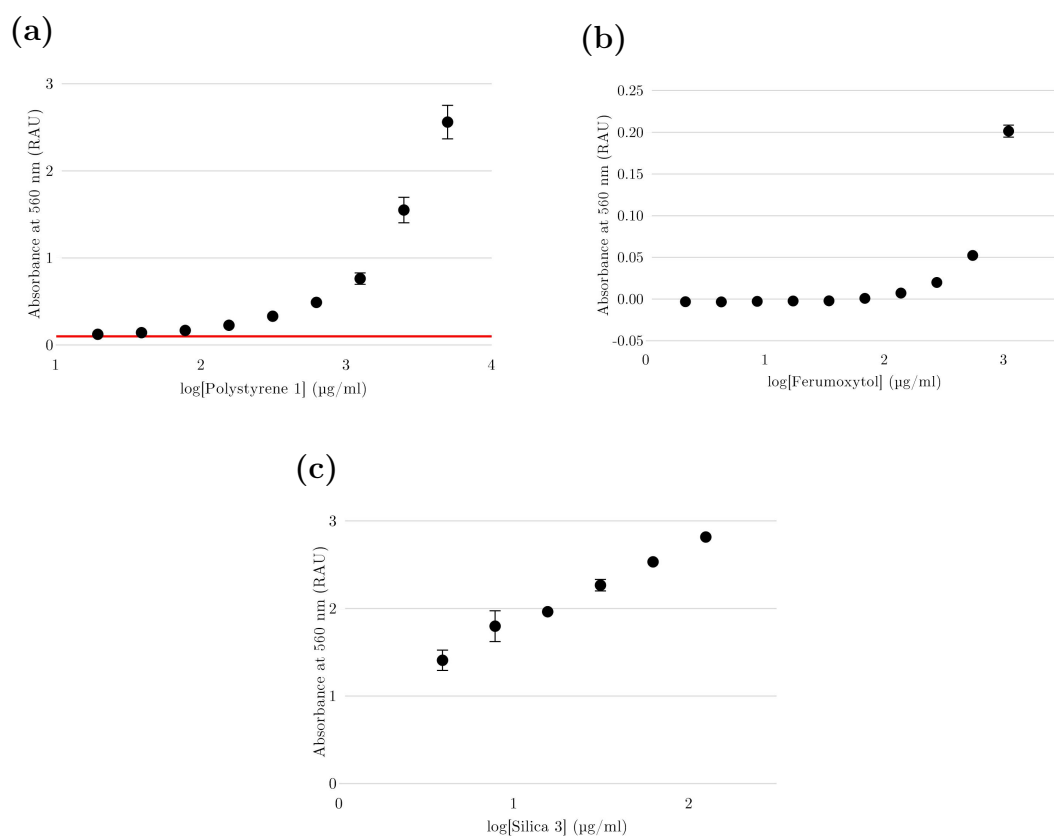 (a)
3
2
1
0
1
2
3
4
Absorbance at 560 nm (RAU)
log[Polystyrene 1] (µg/ml)
(b)
0.25
0.20
0.15
0.10
0.05
0.00
-0.05
0
1
2
3
Absorbance at 560 nm (RAU)
log[Ferumoxytol] (µg/ml)
(c)
3
2
1
0
0
1
2
Absorbance at 560 nm (RAU)
log[Silica 3] (µg/ml)